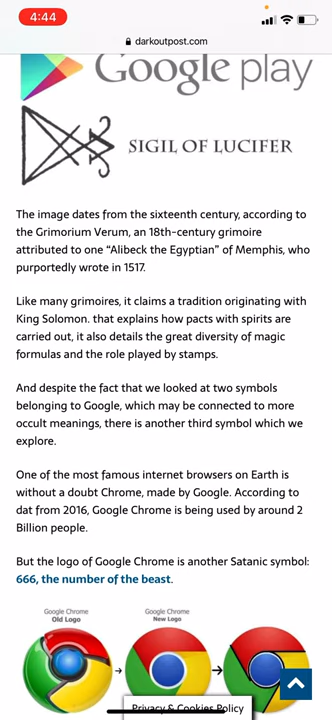 4:44
darkoutpost.com
Google play
SIGIL OF LUCIFER
The image dates from the sixteenth century, according to
the Grimorium Verum, an 18th-century grimoire
attributed to one “Alibeck the Egyptian” of Memphis, who
purportedly wrote in 1517.
Like many grimoires, it claims a tradition originating with
King Solomon. that explains how pacts with spirits are
carried out, it also details the great diversity of magic
formulas and the role played by stamps.
And despite the fact that we looked at two symbols
belonging to Google, which may be connected to more
occult meanings, there is another third symbol which we
explore.
One of the most famous internet browsers on Earth is
without a doubt Chrome, made by Google. According to
dat from 2016, Google Chrome is being used by around 2
Billion people.
But the logo of Google Chrome is another Satanic symbol:
666, the number of the beast.
Google Chrome
Old Logo
Google Chrome
New Logo
Privacy & Cookies Policy